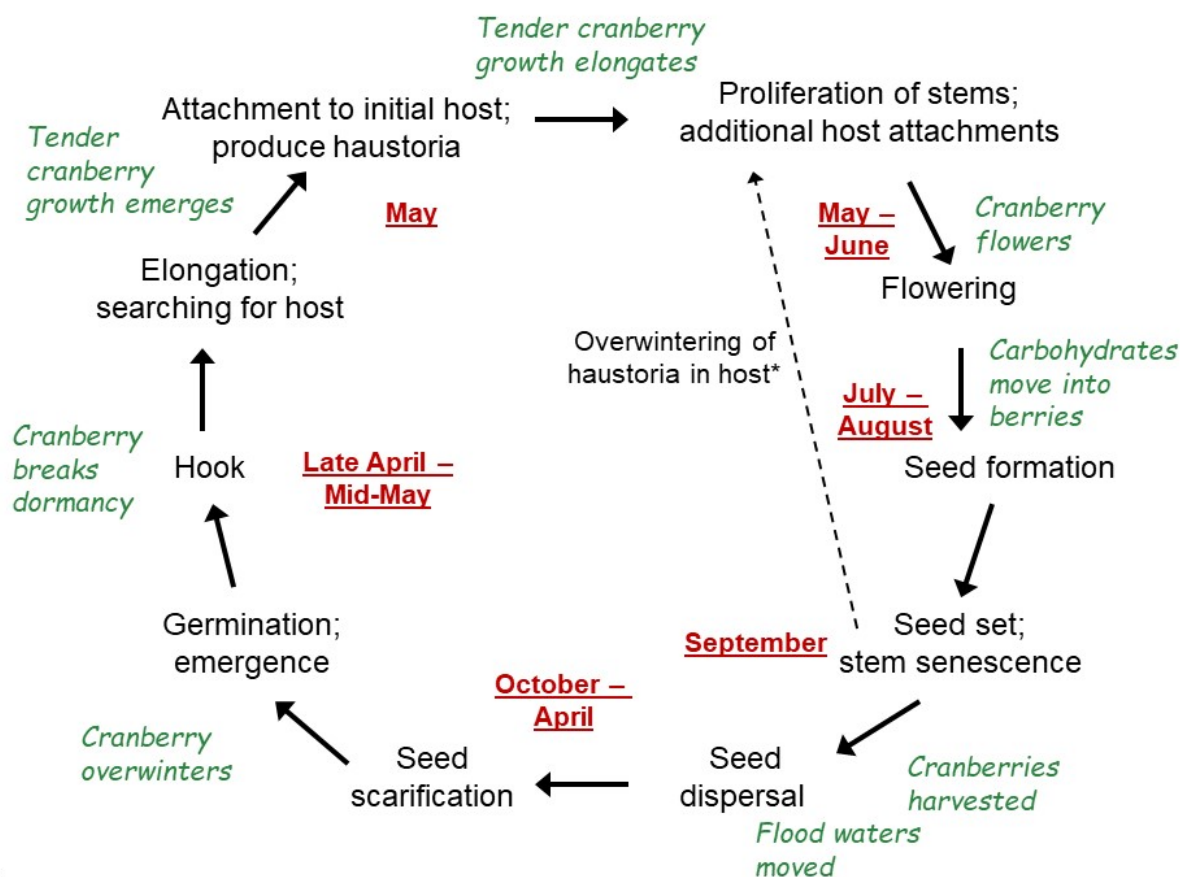 Tender cranberry
growth elongates
Attachment to initial host;
produce haustoria
Proliferation of stems;
additional host attachments
Tender
cranberry
growth emerges
May
May –
June
Cranberry
flowers
Elongation;
searching for host
Flowering
Overwintering of
haustoria in host*
Carbohydrates
move into
berries
July –
August
Cranberry
breaks
dormancy
Hook
Late April –
Mid-May
Seed formation
Germination;
emergence
September
Seed set;
stem senescence
October –
April
Cranberry
overwinters
Seed
scarification
Seed
dispersal
Cranberries
harvested
Flood waters
moved